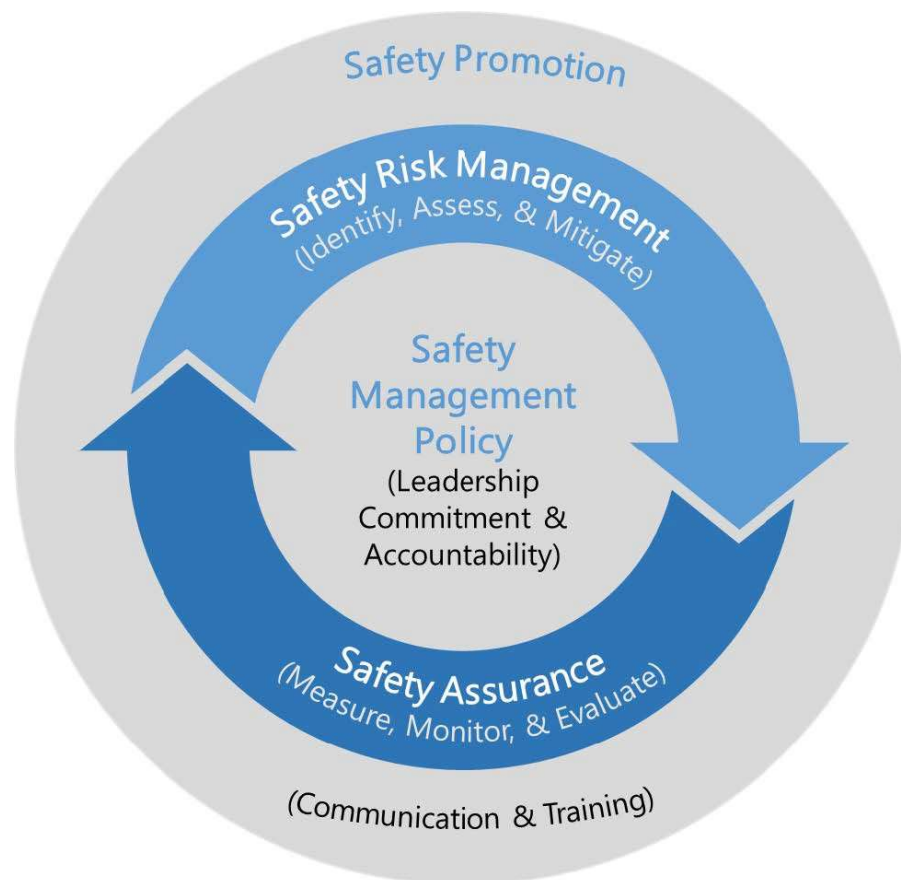 Safety Promotion
Safety Risk Management
(Identify, Assess, & Mitigate)
Safety
Management
Policy
(Leadership
Commitment &
Accountability)
Safety Assurance
(Measure, Monitor, & Evaluate)
(Communication & Training)